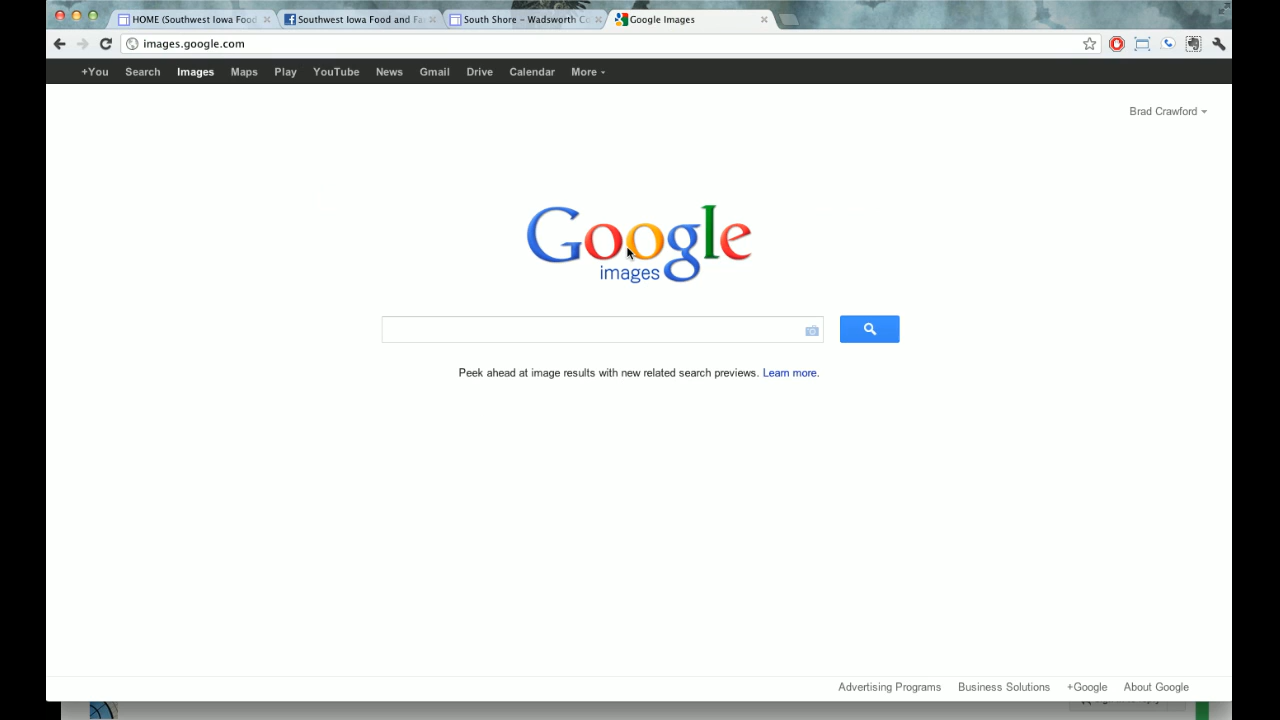 HOME (Southwest Iowa Food
Southwest Iowa Food and Fa
South Shore – Wadsworth C
Google Images
images.google.com
+You Search Images Maps Play YouTube News Gmail Drive Calendar More
Brad Crawford
Google
images
Peek ahead at image results with new related search previews. Learn more.
Advertising Programs Business Solutions +Google About Google